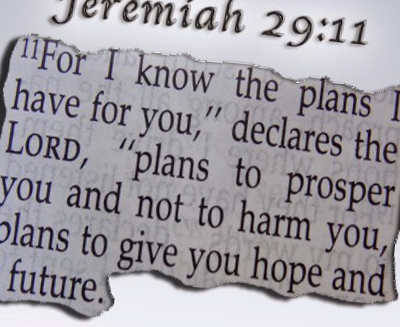 Jeremiah 29:11
11For I know the plans I
have for you," declares the
LORD, "plans to prosper
you and not to harm you,
plans to give you hope and
future.